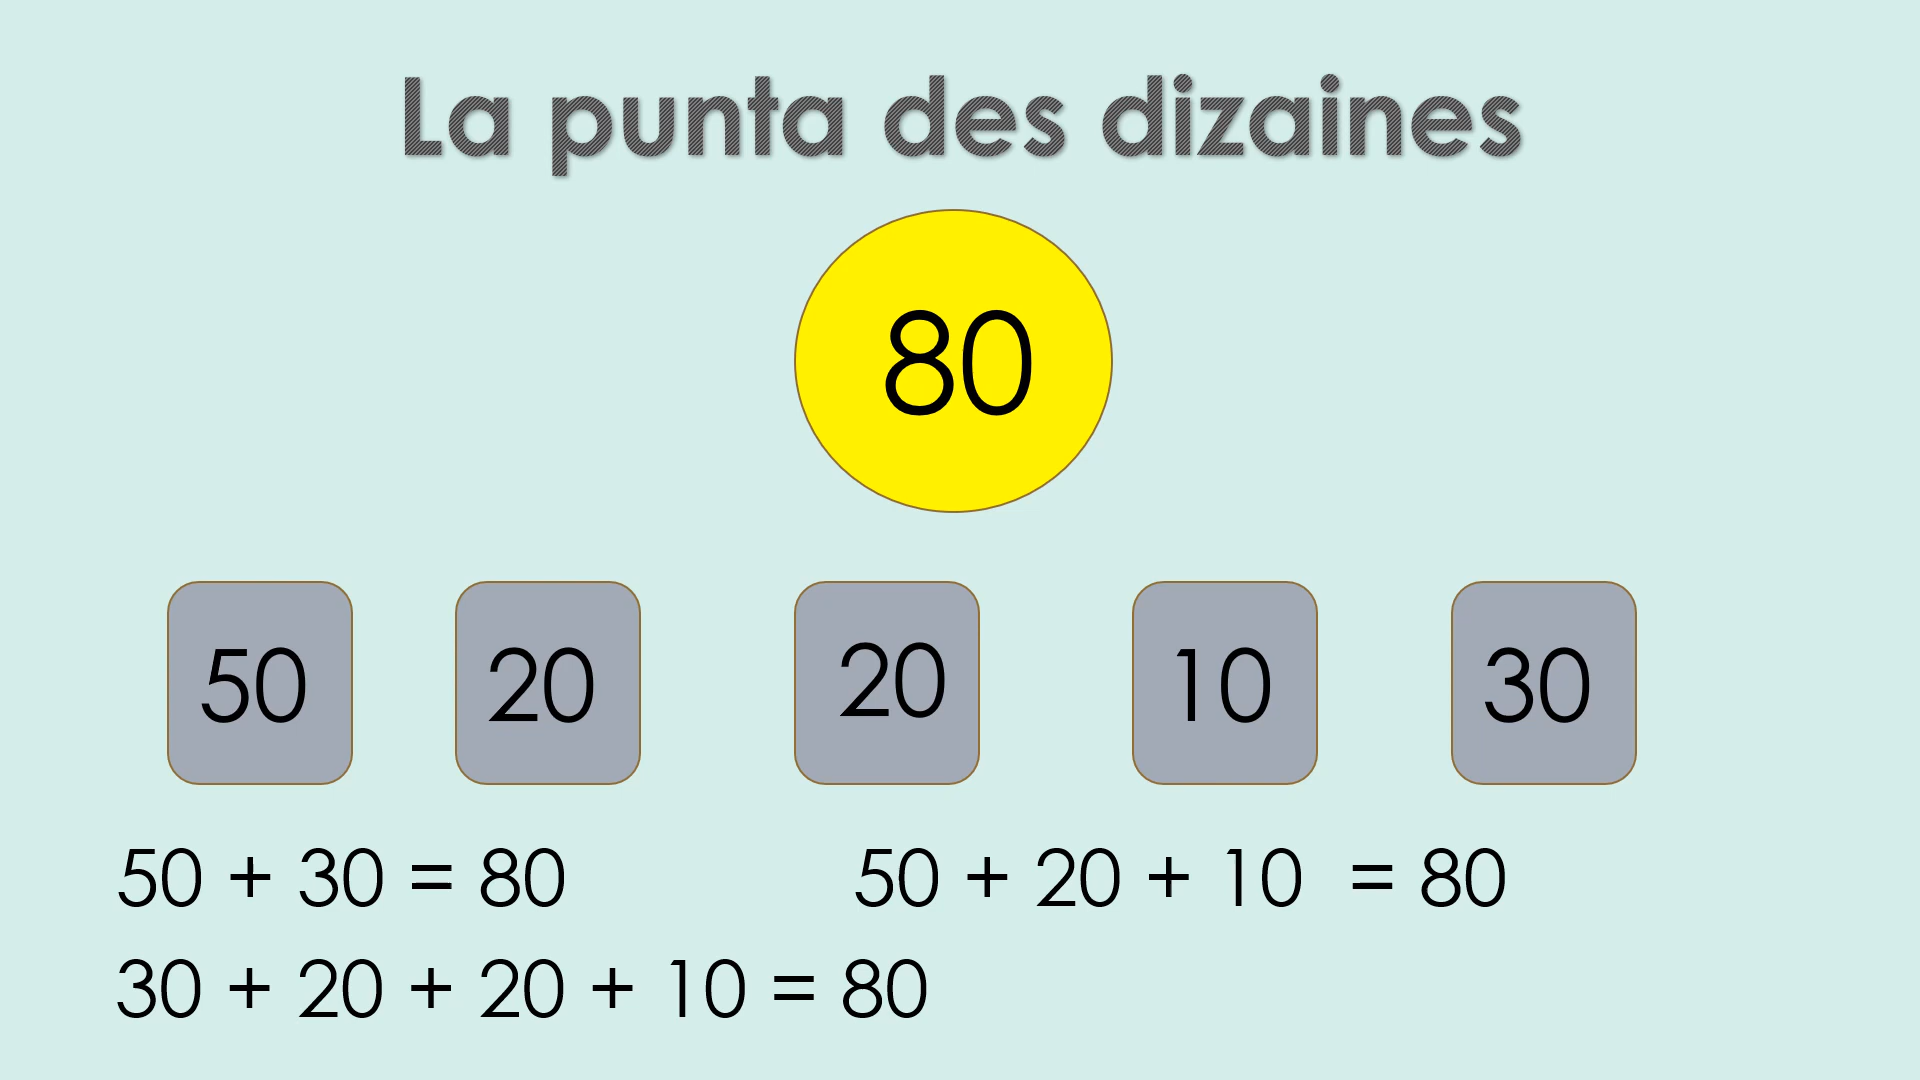 La punta des dizaines
80
50 20 20 10 30
50 + 30 = 80 50 + 20 + 10 = 80
30 + 20 + 20 + 10 = 80